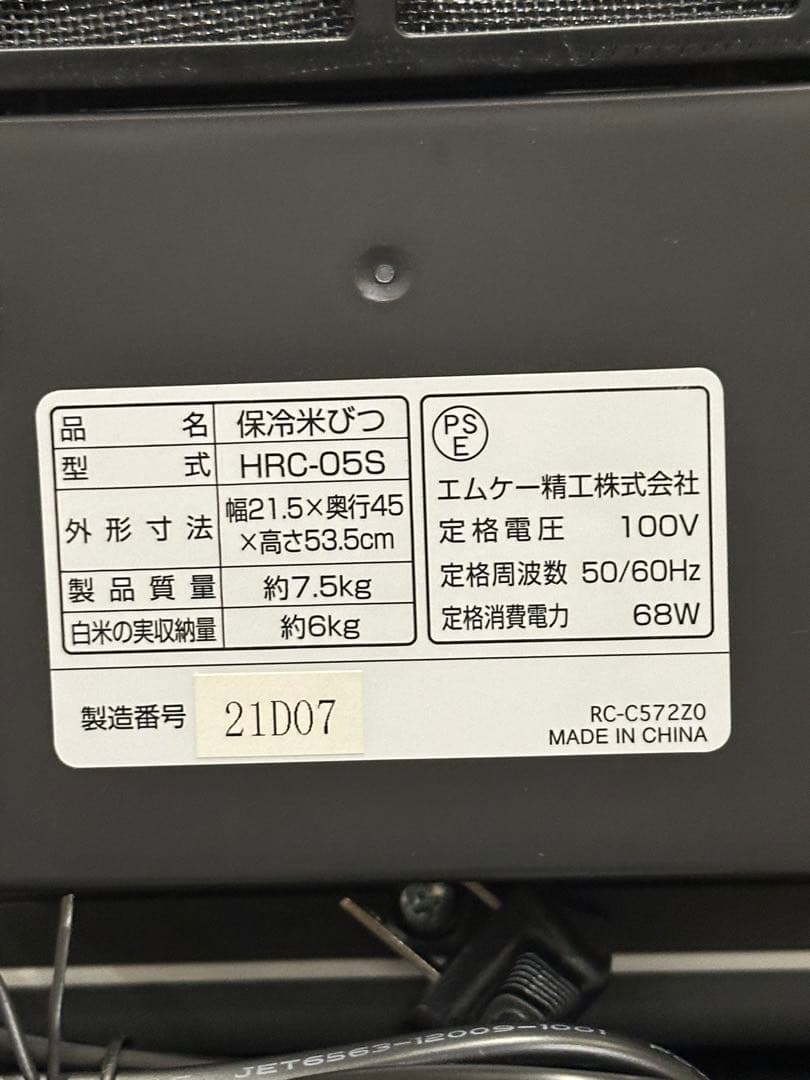 品名 保冷米びつ
型式 HRC-05S
外形寸法 幅21.5×奥行45
×高さ53.5cm
製品質量 約7.5kg
白米の実収納量 約6kg
PS
E
エムケー精工株式会社
定格電圧 100V
定格周波数 50/60Hz
定格消費電力 68W
製造番号 21D07
RC-C572Z0
MADE IN CHINA
JET6563-12009-1001